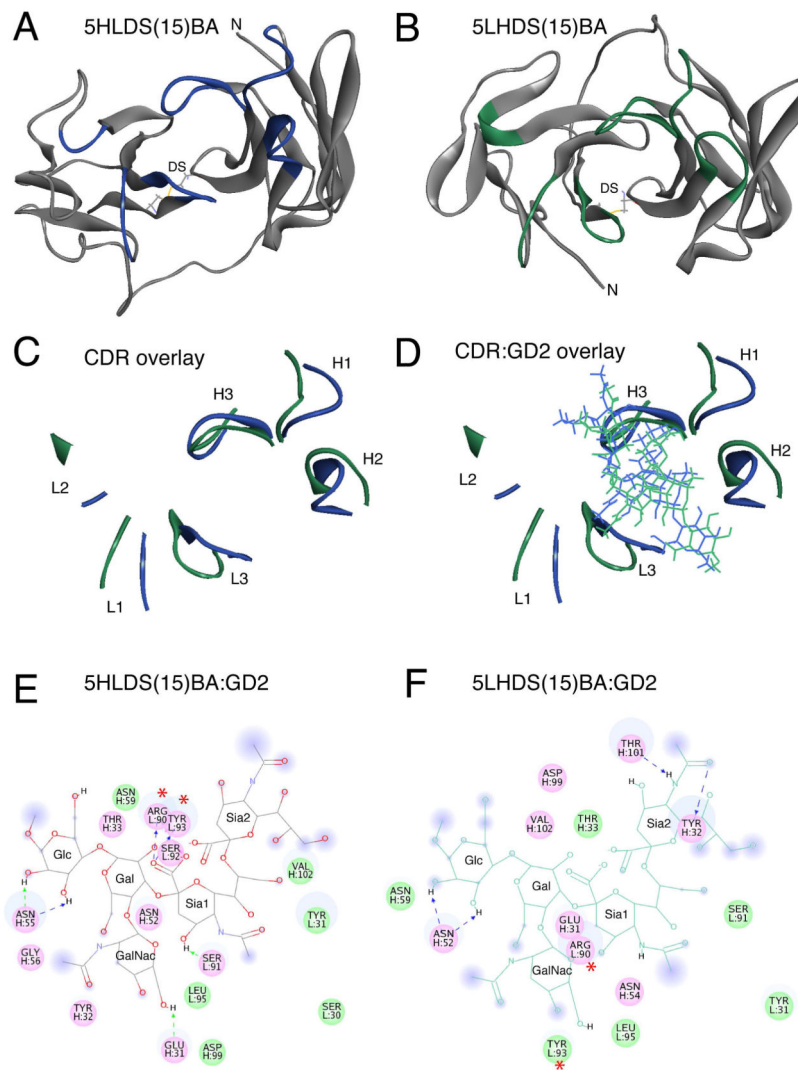 A
5HLDS(15)BA
N
DS
B
5LHDS(15)BA
DS
N
C
CDR overlay
H1
H3
H2
L2
L1
L3
D
CDR:GD2 overlay
H1
H3
H2
L2
L1
L3
E
5HLDS(15)BA:GD2
H
ASN
H:59
*
*
ARG
L:90
TYR
L:93
THR
H:33
SER
L:92
Sia2
Glc
Gal
VAL
H:102
H
ASN
H:55
H
ASN
H:52
Sia1
TYR
L:31
GLY
H:56
GalNac
H
SER
L:91
TYR
H:32
LEU
L:95
H
SER
L:30
GLU
H:31
ASP
H:99
F
5LHDS(15)BA:GD2
THR
H:101
ASP
H:99
H
H
N
O
VAL
H:102
THR
H:33
Sia2
TYR
H:32
Glc
Gal
ASN
H:59
H
GLU
H:31
Sia1
SER
L:91
ASN
H:52
H
ARG
L:90
*
GalNac
H
ASN
H:54
H
TYR
L:31
LEU
L:95
TYR
L:93
*